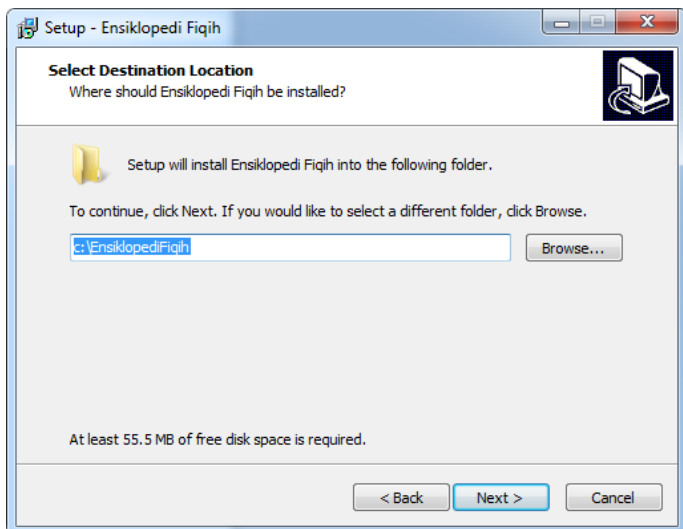 Setup - Ensiklopedi Fiqih
Select Destination Location
Where should Ensiklopedi Fiqih be installed?
Setup will install Ensiklopedi Fiqih into the following folder.
To continue, click Next. If you would like to select a different folder, click Browse.
c:\EnsiklopediFiqih
Browse...
At least 55.5 MB of free disk space is required.
< Back
Next >
Cancel